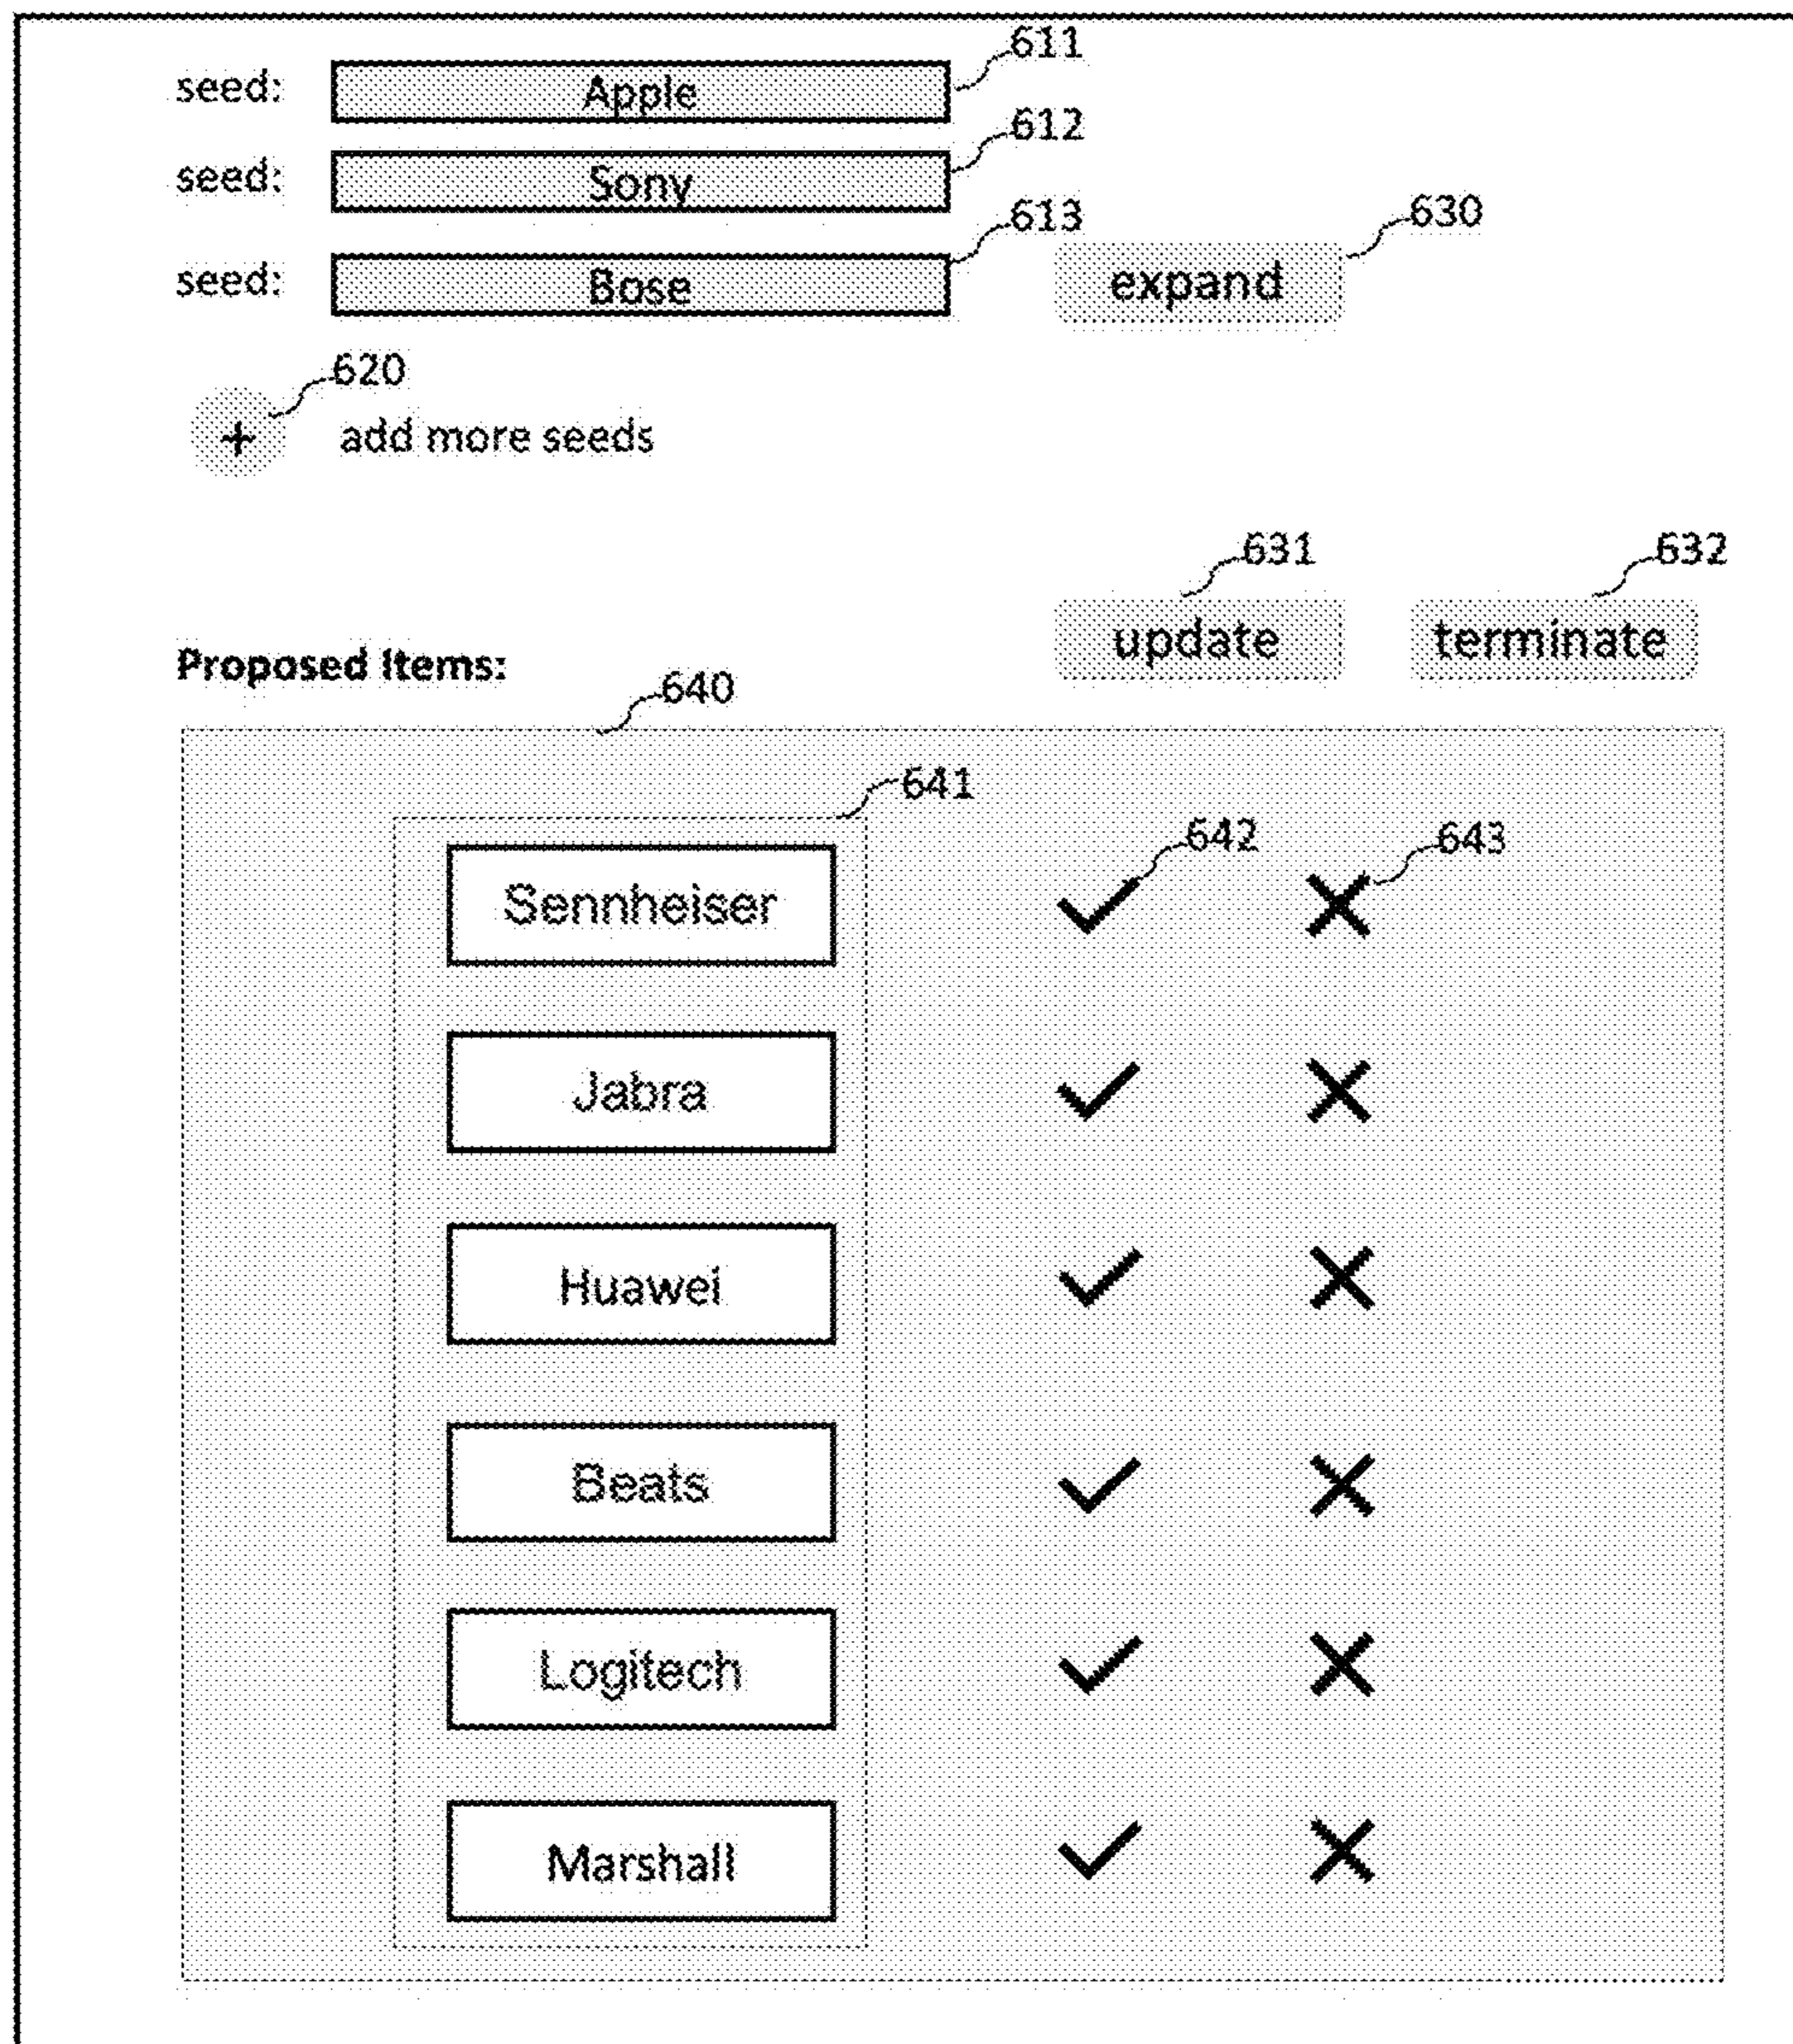 611
seed: Apple
612
seed: Sony
613
630
seed: Bose expand
620
+ add more seeds
631 632
update terminate
Proposed Items:
640
641
642 643
Sennheiser
Jabra
Huawei
Beats
Logitech
Marshall